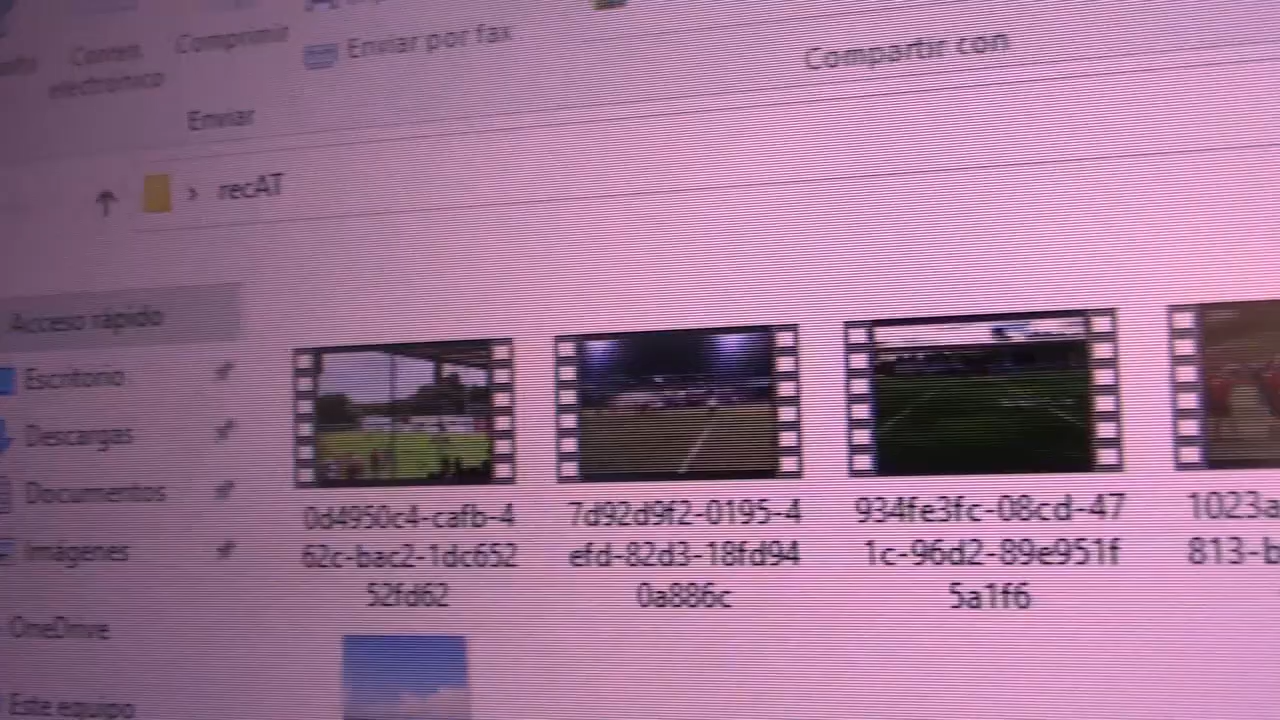 Correo
electrónico
Comprimir
Enviar por fax
Compartir con
Enviar
recAT
Acceso rápido
Escritorio
Descargas
Documentos
Imágenes
OneDrive
Este equipo
0d4950c4-cafb-4
62c-bac2-1dc652
52fd62
7d92d9f2-0195-4
efd-82d3-18fd94
0a886c
934fe3fc-08cd-47
1c-96d2-89e951f
5a1f6
1023a
813-b